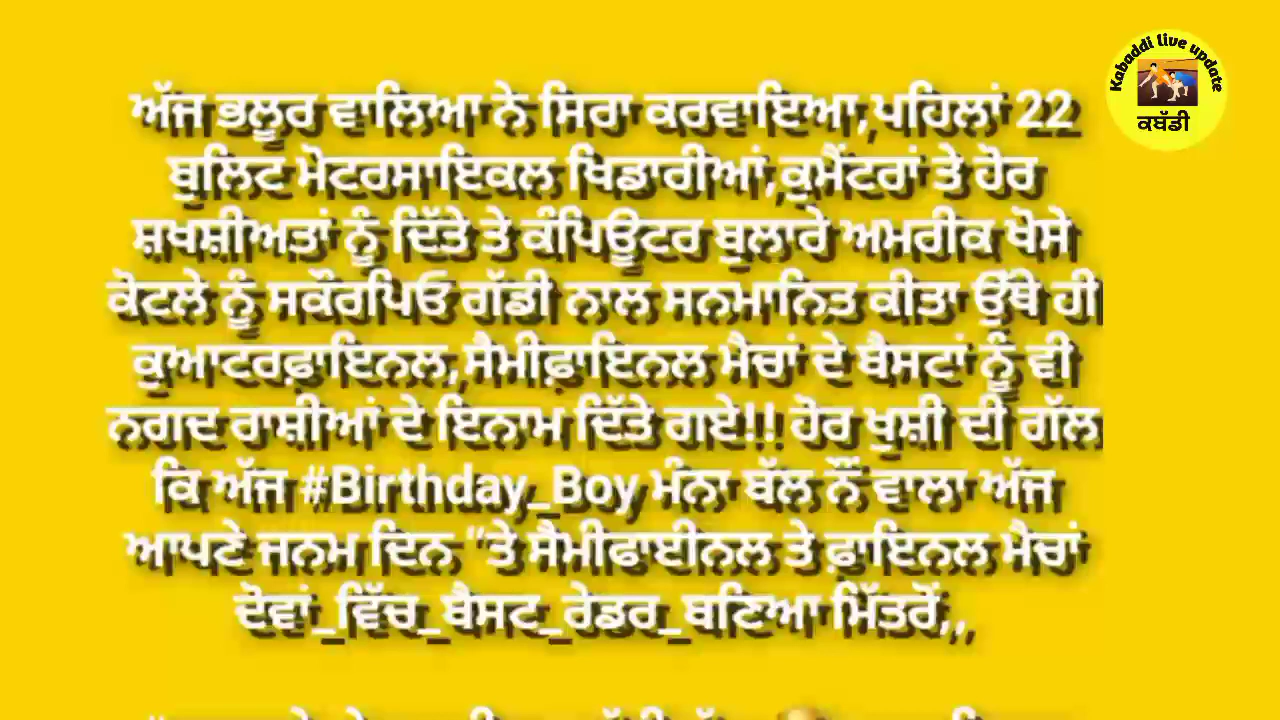 Kabaddi live update
ਕਬੱਡੀ
ਅੱਜ ਭਲੂਰ ਵਾਲਿਆ ਨੇ ਸਿਰਾ ਕਰਵਾਇਆ,ਪਹਿਲਾਂ 22
ਬੁਲਿਟ ਮੋਟਰਸਾਇਕਲ ਖਿਡਾਰੀਆਂ,ਕੁਮੈਂਟਰਾਂ ਤੇ ਹੋਰ
ਸ਼ਖਸ਼ੀਅਤਾਂ ਨੂੰ ਦਿੱਤੇ ਤੇ ਕੰਪਿਊਟਰ ਬੁਲਾਰੇ ਅਮਰੀਕ ਖੋਸੇ
ਕੋਟਲੇ ਨੂੰ ਸਕੌਰਪਿਓ ਗੱਡੀ ਨਾਲ ਸਨਮਾਨਿਤ ਕੀਤਾ ਉੱਥੇ ਹੀ
ਕੁਆਟਰਫ਼ਾਇਨਲ,ਸੈਮੀਫ਼ਾਇਨਲ ਮੈਚਾਂ ਦੇ ਬੈਸਟਾਂ ਨੂੰ ਵੀ
ਨਗਦ ਰਾਸ਼ੀਆਂ ਦੇ ਇਨਾਮ ਦਿੱਤੇ ਗਏ!!! ਹੋਰ ਖੁਸ਼ੀ ਦੀ ਗੱਲ
ਕਿ ਅੱਜ #Birthday_Boy ਮੰਨਾ ਬੱਲ ਨੌਂ ਵਾਲਾ ਅੱਜ
ਆਪਣੇ ਜਨਮ ਦਿਨ "ਤੇ ਸੈਮੀਫਾਈਨਲ ਤੇ ਫ਼ਾਇਨਲ ਮੈਚਾਂ
ਦੋਵਾਂ_ਵਿੱਚ_ਬੈਸਟ_ਰੇਡਰ_ਬਣਿਆ ਮਿੱਤਰੋਂ,,